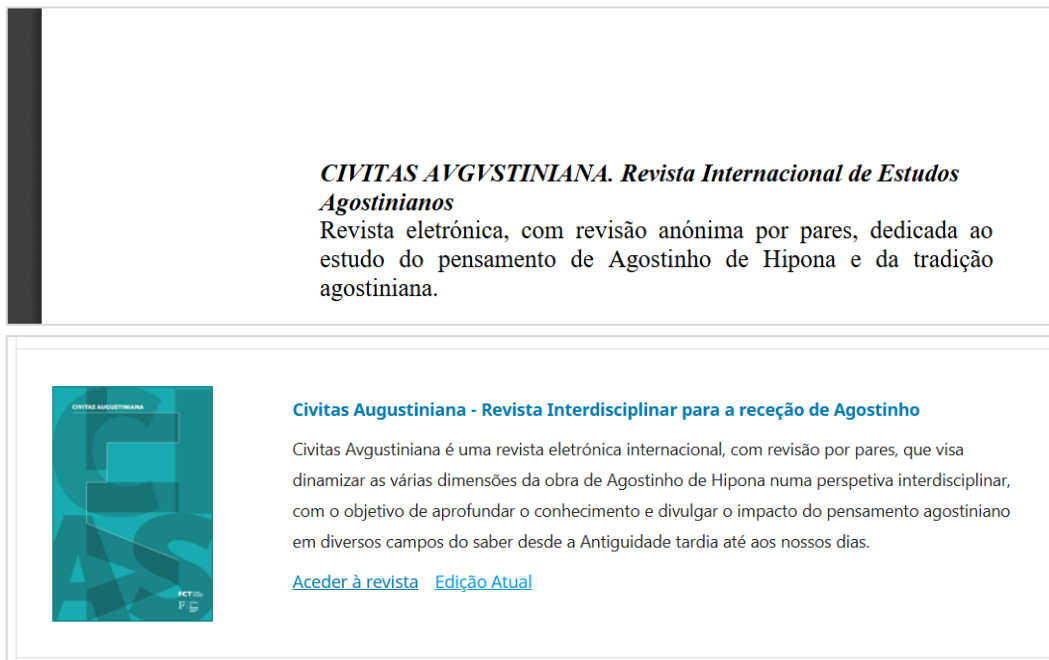 CIVITAS AVGVSTINIANA. Revista Internacional de Estudos
Agostinianos
Revista eletrónica, com revisão anónima por pares, dedicada ao
estudo do pensamento de Agostinho de Hipona e da tradição
agostiniana.
CIVITAS AUGUSTINIANA
FCT
Civitas Augustiniana - Revista Interdisciplinar para a receção de Agostinho
Civitas Avgustiniana é uma revista eletrónica internacional, com revisão por pares, que visa
dinamizar as várias dimensões da obra de Agostinho de Hipona numa perspetiva interdisciplinar,
com o objetivo de aprofundar o conhecimento e divulgar o impacto do pensamento agostiniano
em diversos campos do saber desde a Antiguidade tardia até aos nossos dias.
Aceder à revista Edição Atual